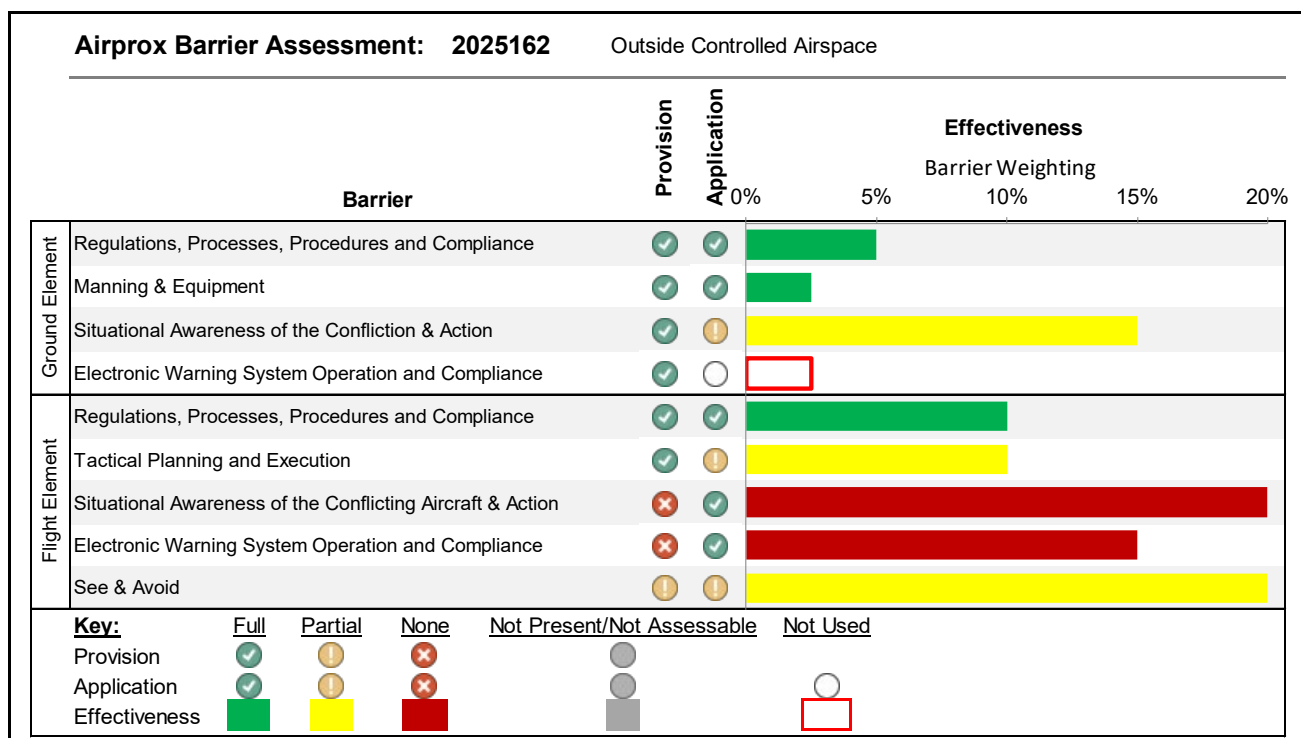 Airprox Barrier Assessment: 2025162 Outside Controlled Airspace
Provision
Application
Effectiveness
Barrier Weighting
Barrier
0% 5% 10% 15% 20%
Ground Element
Regulations, Processes, Procedures and Compliance
Manning & Equipment
Situational Awareness of the Confliction & Action
Electronic Warning System Operation and Compliance
Flight Element
Regulations, Processes, Procedures and Compliance
Tactical Planning and Execution
Situational Awareness of the Conflicting Aircraft & Action
Electronic Warning System Operation and Compliance
See & Avoid
Key: Full Partial None Not Present/Not Assessable Not Used
Provision
Application
Effectiveness